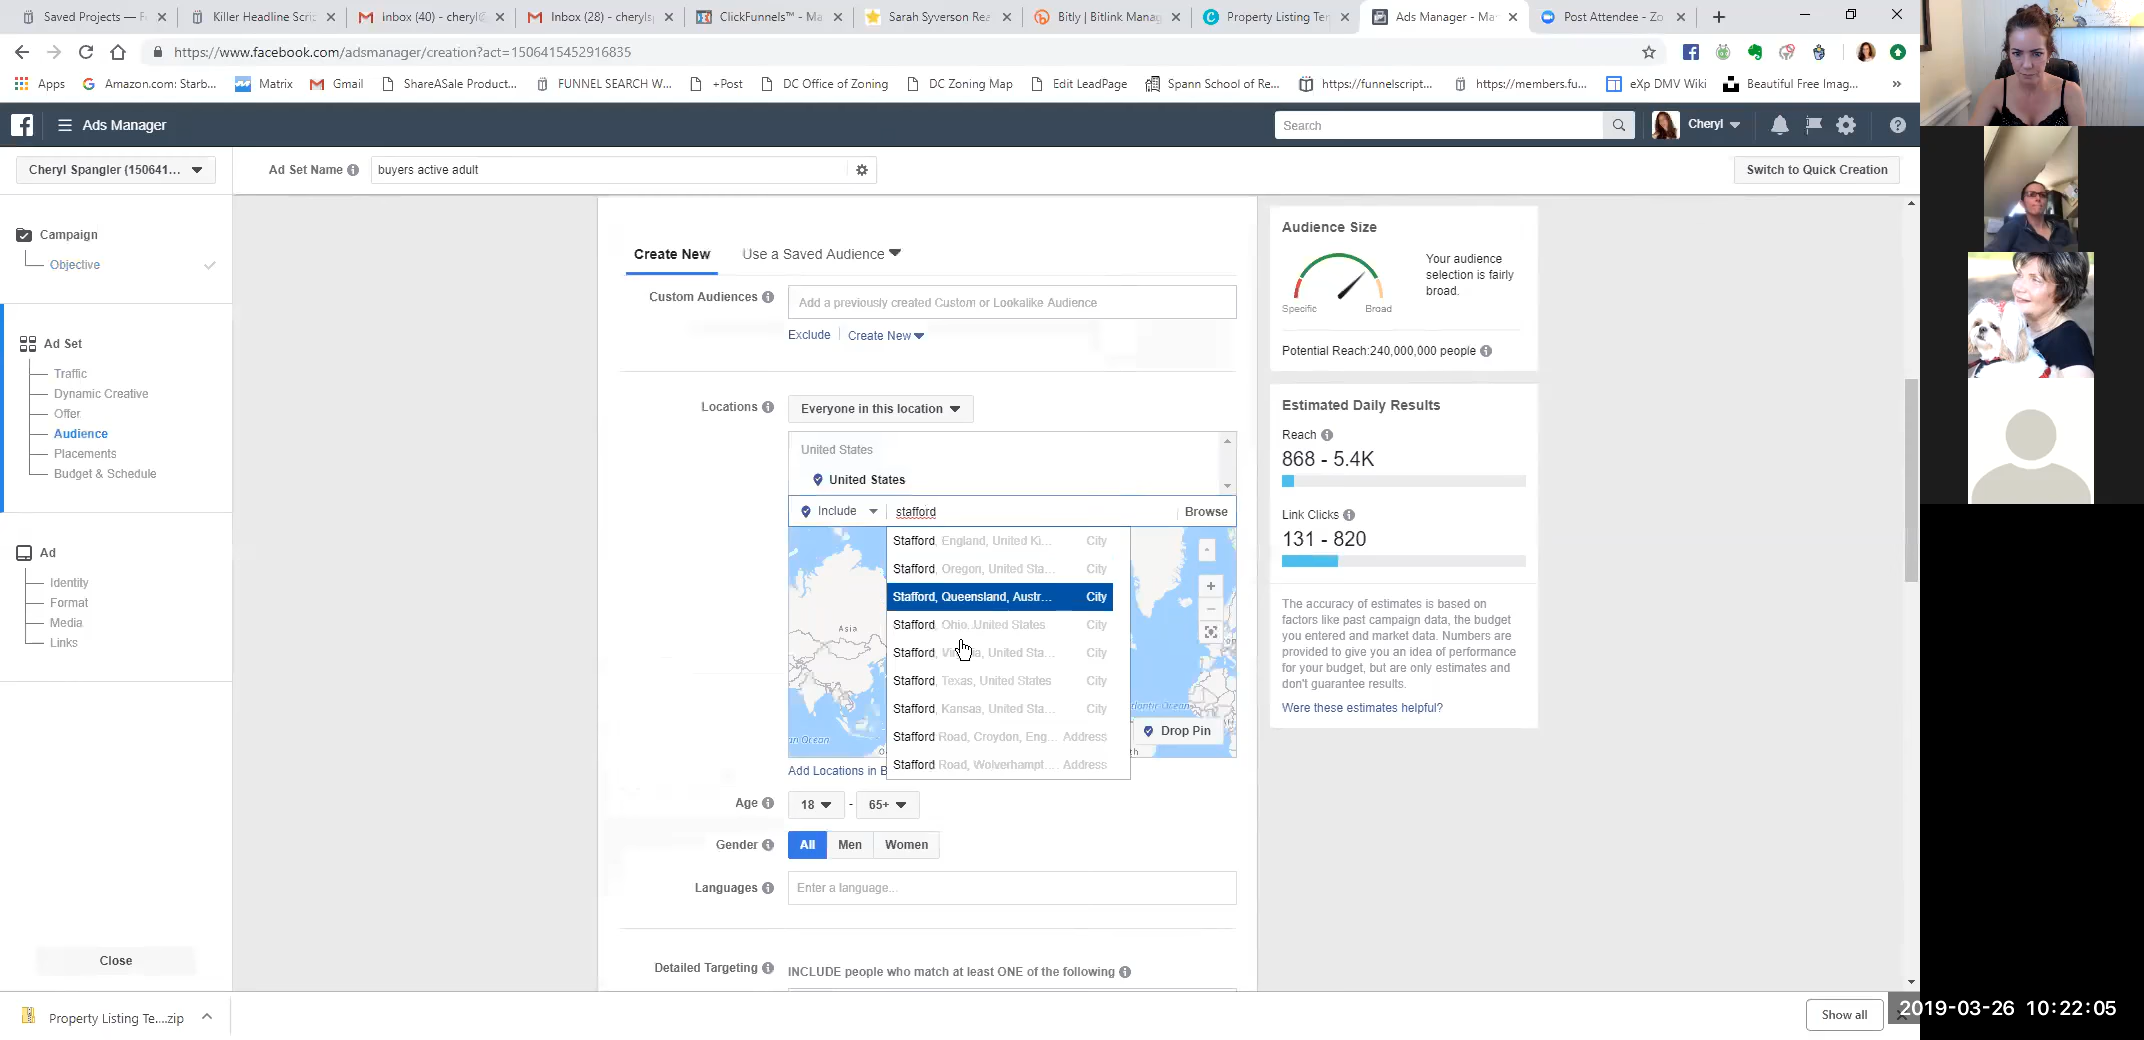 Saved Projects — F
Killer Headline Scri
Inbox (40) - cheryl@
Inbox (28) - cheryls
ClickFunnels™ - Ma
Sarah Syverson Rea
Bitly | Bitlink Manag
Property Listing Te
Ads Manager - Ma
Post Attendee - Zo
https://www.facebook.com/adsmanager/creation?act=1506415452916835
Apps
Amazon.com: Starb...
Matrix
Gmail
ShareASale Product...
FUNNEL SEARCH W...
+Post
DC Office of Zoning
DC Zoning Map
Edit LeadPage
Spann School of Re...
https://funnelscript...
https://members.fu...
eXp DMV Wiki
Beautiful Free Imag...
»
Ads Manager
Search
Cheryl
Cheryl Spangler (150641...
Ad Set Name
buyers active adult
Switch to Quick Creation
Campaign
Objective
Ad Set
Traffic
Dynamic Creative
Offer
Audience
Placements
Budget & Schedule
Ad
Identity
Format
Media
Links
Close
Create New
Use a Saved Audience
Custom Audiences
Add a previously created Custom or Lookalike Audience
Exclude
Create New
Locations
Everyone in this location
United States
United States
Include
stafford
Browse
Stafford, England, United Ki... City
Stafford, Oregon, United Sta... City
Stafford, Queensland, Austr... City
Stafford, Ohio, United States City
Stafford, United Sta... City
Stafford, Texas, United States City
Stafford, Kansas, United Sta... City
Stafford Road, Croydon, Eng... Address
Stafford Road, Wolverhampt... Address
Asia
Drop Pin
Add Locations in B
Age
18
-
65+
Gender
All
Men
Women
Languages
Enter a language...
Detailed Targeting
INCLUDE people who match at least ONE of the following
Audience Size
Specific
Broad
Your audience
selection is fairly
broad.
Potential Reach:240,000,000 people
Estimated Daily Results
Reach
868 - 5.4K
Link Clicks
131 - 820
The accuracy of estimates is based on
factors like past campaign data, the budget
you entered and market data. Numbers are
provided to give you an idea of performance
for your budget, but are only estimates and
don't guarantee results.
Were these estimates helpful?
Property Listing Te....zip
Show all
2019-03-26 10:22:05